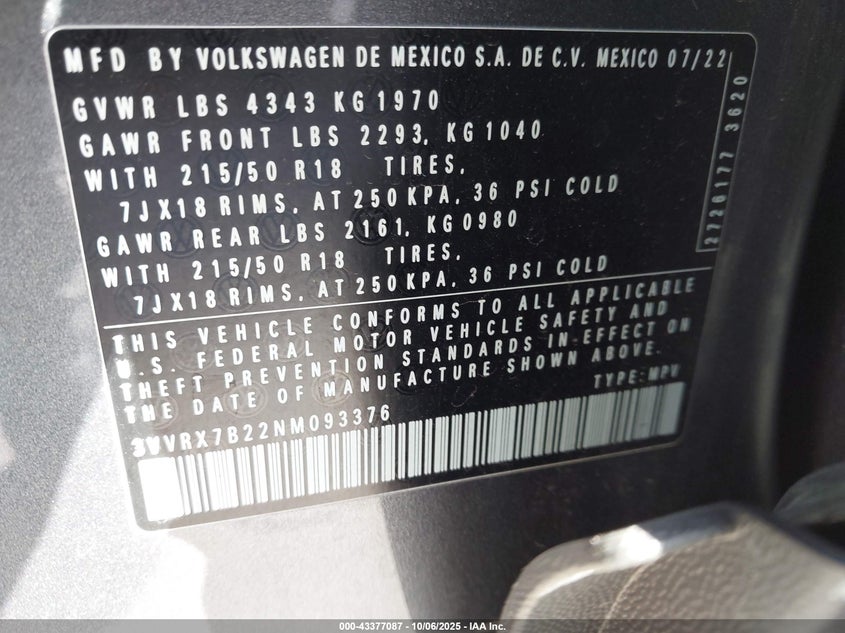 MFD BY VOLKSWAGEN DE MEXICO S.A. DE C.V. MEXICO 07/22
GVWR LBS 4343 KG 1970
GAWR FRONT LBS 2293, KG 1040
WITH 215/50 R18 TIRES,
7JX18 RIMS, AT 250 KPA, 36 PSI COLD
GAWR REAR LBS 2161, KG 0980
WITH 215/50 R18 TIRES,
7JX18 RIMS, AT 250 KPA, 36 PSI COLD
2726177 3620
THIS VEHICLE CONFORMS TO ALL APPLICABLE
U.S. FEDERAL MOTOR VEHICLE SAFETY AND
THEFT PREVENTION STANDARDS IN-EFFECT ON
THE DATE OF MANUFACTURE SHOWN ABOVE.
TYPE: MPV
3VVRX7B22NM093376
000-43377087 - 10/06/2025 - IAA Inc.